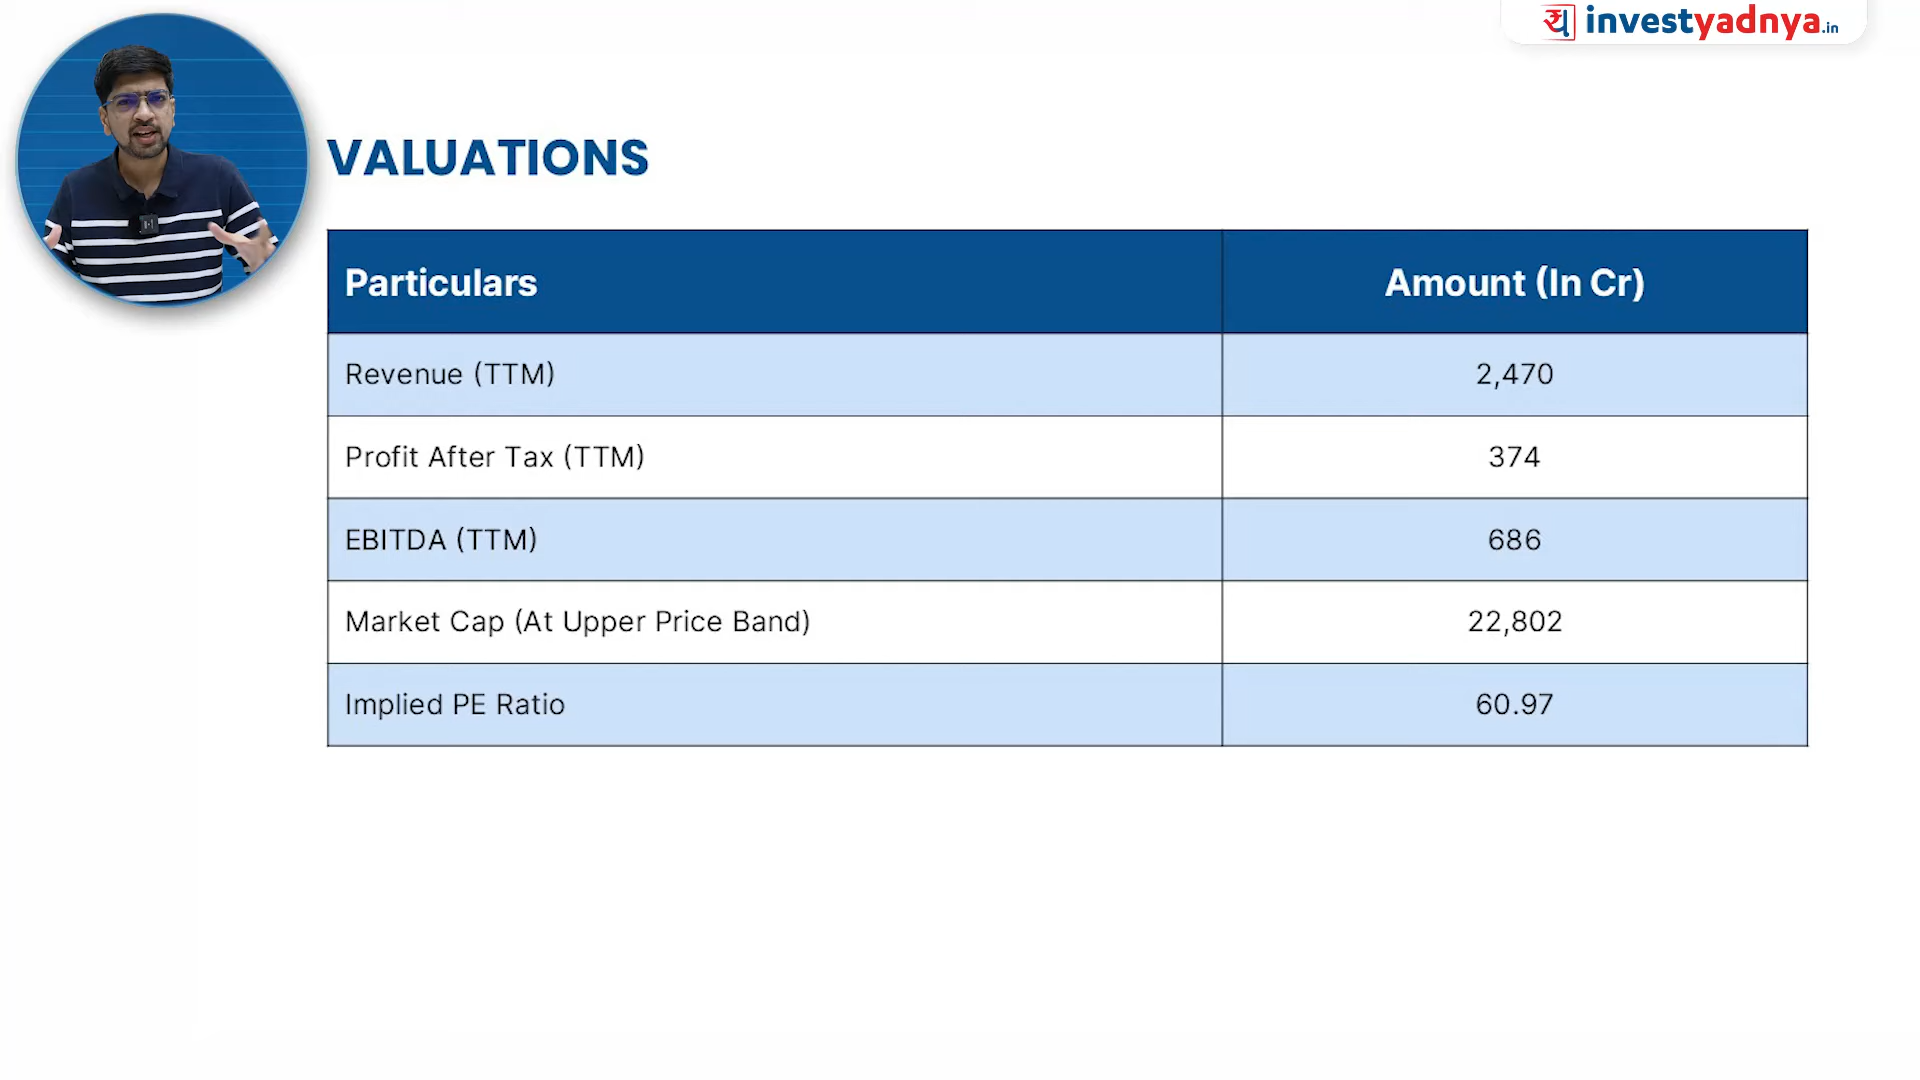 य investyadnya.in
VALUATIONS
Particulars Amount (In Cr)
Revenue (TTM) 2,470
Profit After Tax (TTM) 374
EBITDA (TTM) 686
Market Cap (At Upper Price Band) 22,802
Implied PE Ratio 60.97